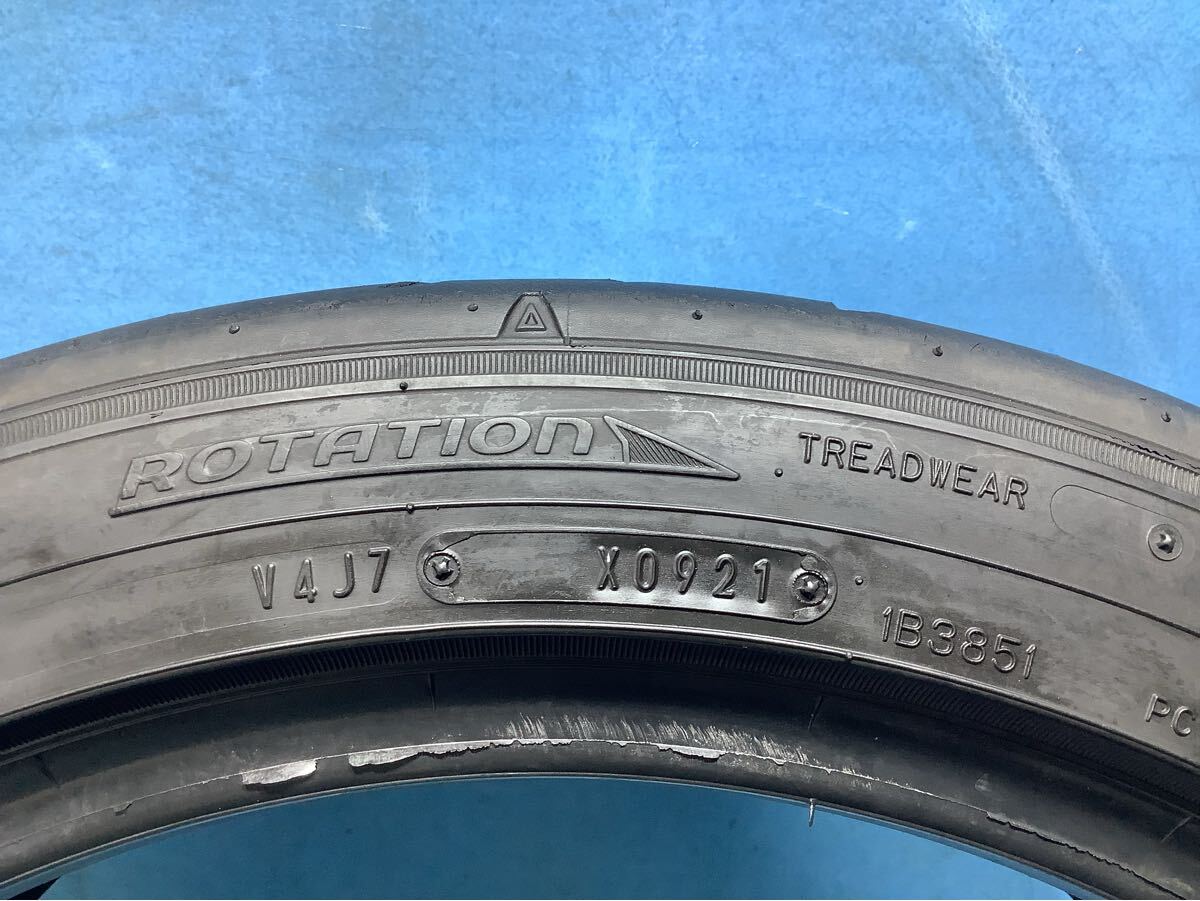 ROTATION
TREADWEAR
V4J7
X0921
1B3851
PC